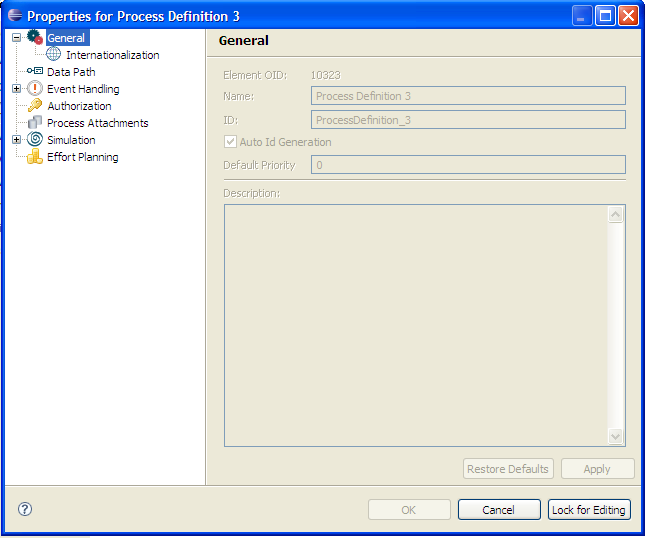 Properties for Process Definition 3
General
Internationalization
Data Path
Event Handling
Authorization
Process Attachments
Simulation
Effort Planning
General
Element OID: 10323
Name: Process Definition 3
ID: ProcessDefinition_3
Auto Id Generation
Default Priority 0
Description:
Restore Defaults Apply
? OK Cancel Lock for Editing